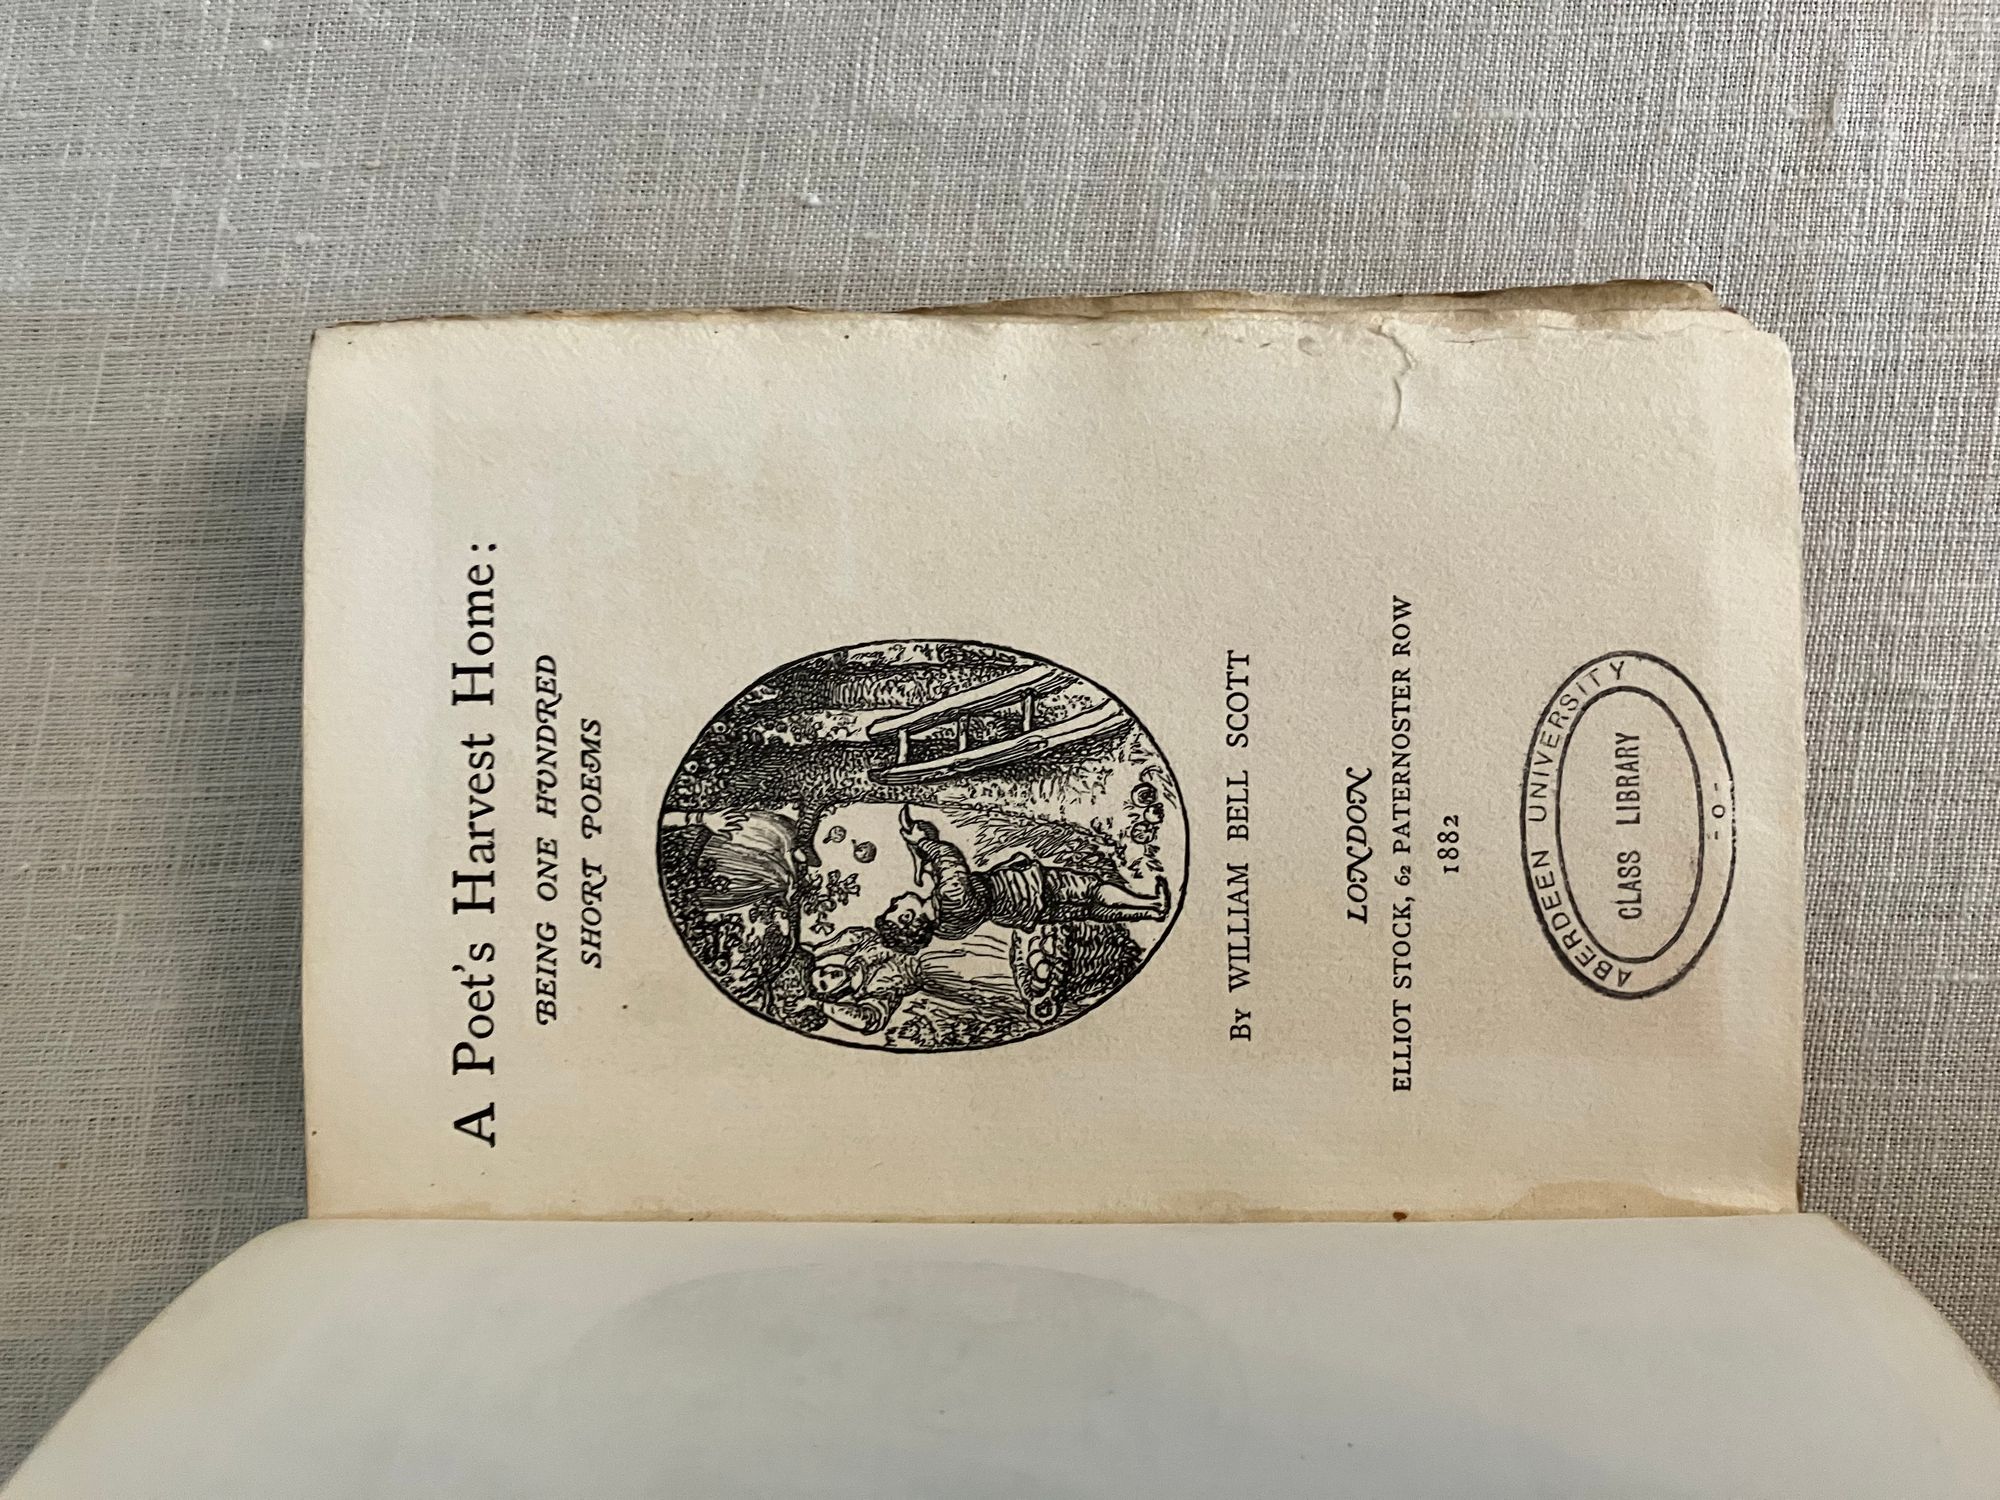 A Poet's Harvest Home:
BEING ONE HUNDRED
SHORT POEMS
By WILLIAM BELL SCOTT
LONDON
ELLIOT STOCK, 62 PATERNOSTER ROW
1882
ABERDEEN UNIVERSITY
CLASS LIBRARY
- O -